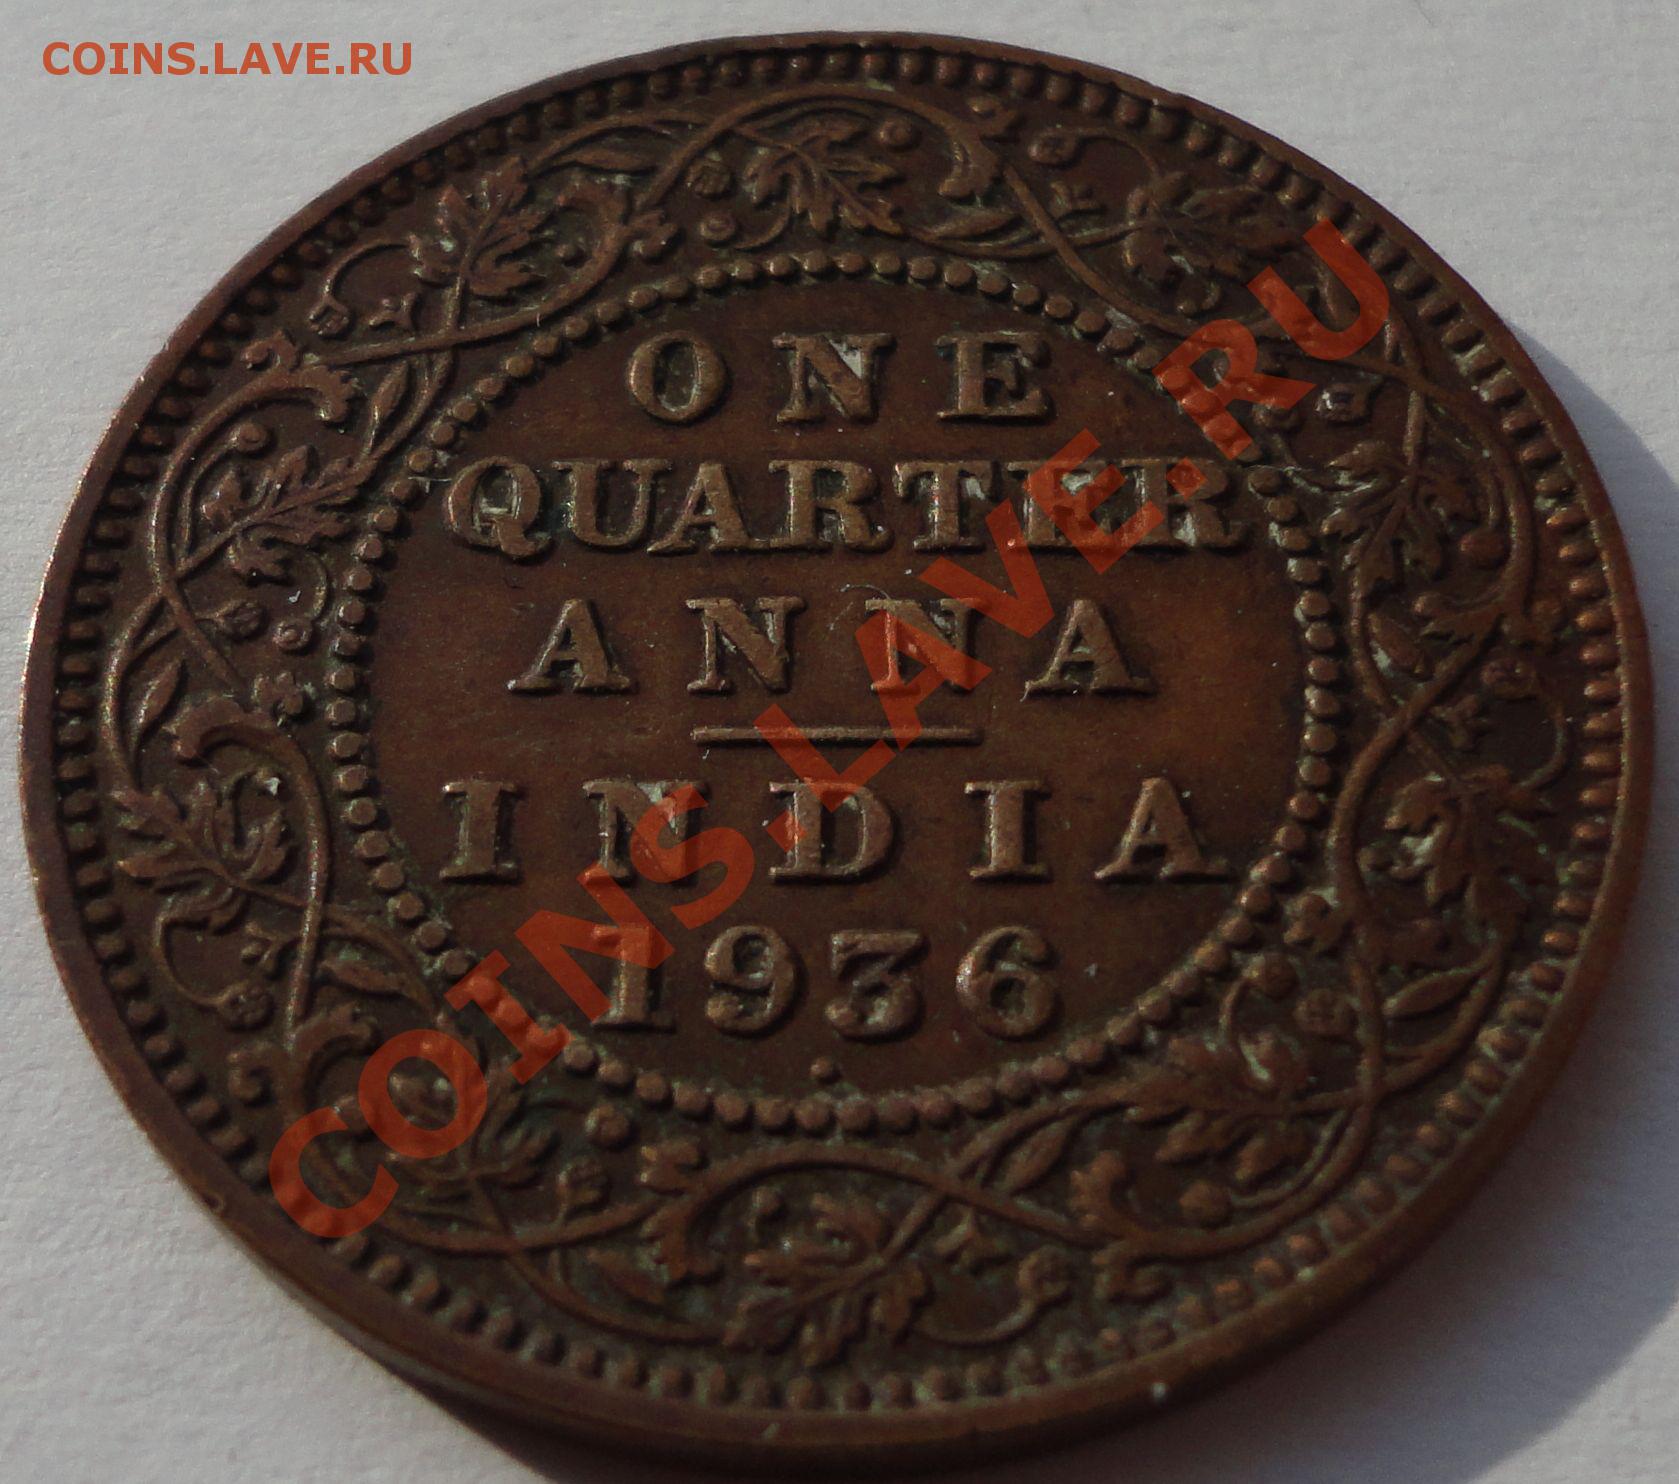 COINS.LAVE.RU
ONE
QUARTER
ANNA
INDIA
1936
COINS.LAVE.RU